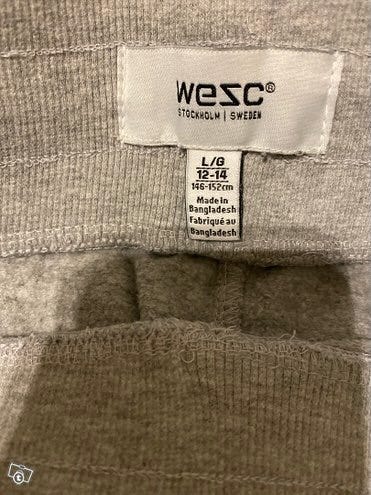 wesc®
STOCKHOLM | SWEDEN
L/G
12-14
146-152cm
Made in
Bangladesh
Fabriqué au
Bangladesh